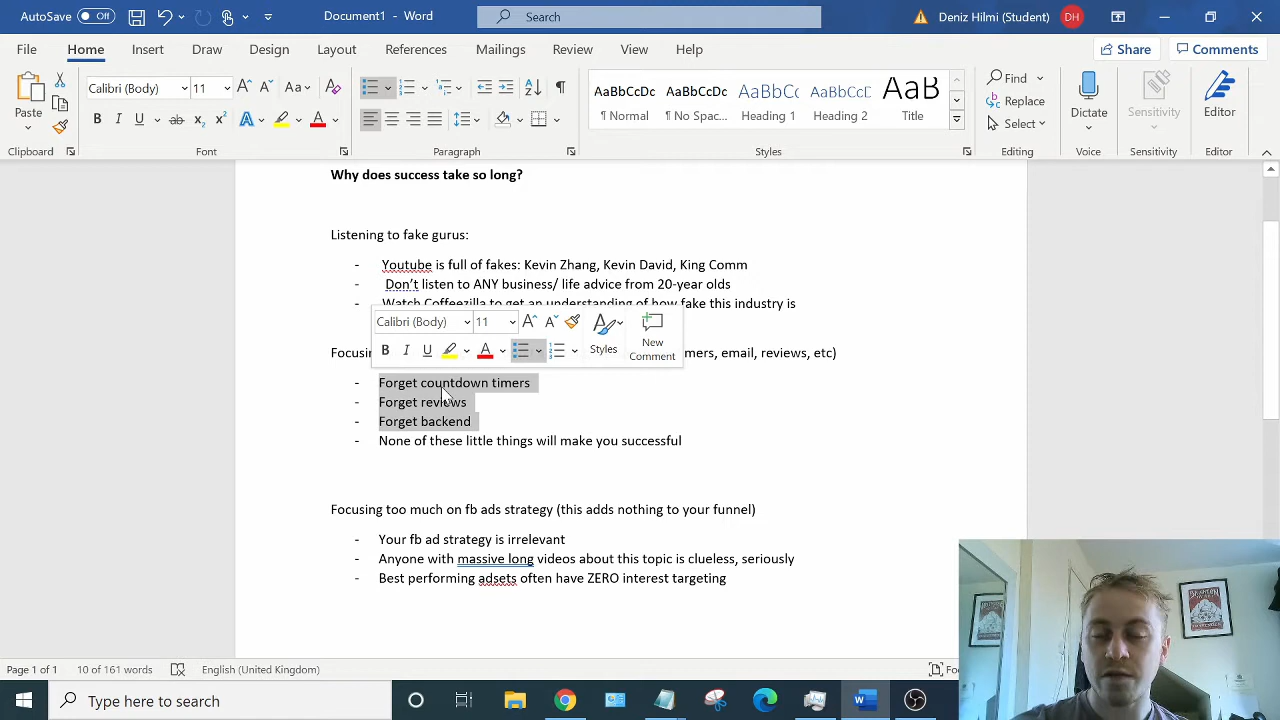 AutoSave Off Document1 - Word Search Deniz Hilmi (Student) DH
File Home Insert Draw Design Layout References Mailings Review View Help Share Comments
Calibri (Body) 11 Aa AaBbCcDc AaBbCcDc AaBbCc AaBbCcD AaB Find
Paste Replace
B I U ab x₂ x² A A ¶ Normal ¶ No Spac... Heading 1 Heading 2 Title Select Dictate Sensitivity Editor
Clipboard Font Paragraph Styles Editing Voice Sensitivity Editor
Why does success take so long?
Listening to fake gurus:
- Youtube is full of fakes: Kevin Zhang, Kevin David, King Comm
- Don't listen to ANY business/ life advice from 20-year olds
- Watch Coffeezilla to get an understanding of how fake this industry is
Calibri (Body) 11
B I U A Styles New Comment
Focusin mers, email, reviews, etc)
- Forget countdown timers
- Forget reviews
- Forget backend
- None of these little things will make you successful
Focusing too much on fb ads strategy (this adds nothing to your funnel)
- Your fb ad strategy is irrelevant
- Anyone with massive long videos about this topic is clueless, seriously
- Best performing adsets often have ZERO interest targeting
Page 1 of 1 10 of 161 words English (United Kingdom) Fo
Type here to search